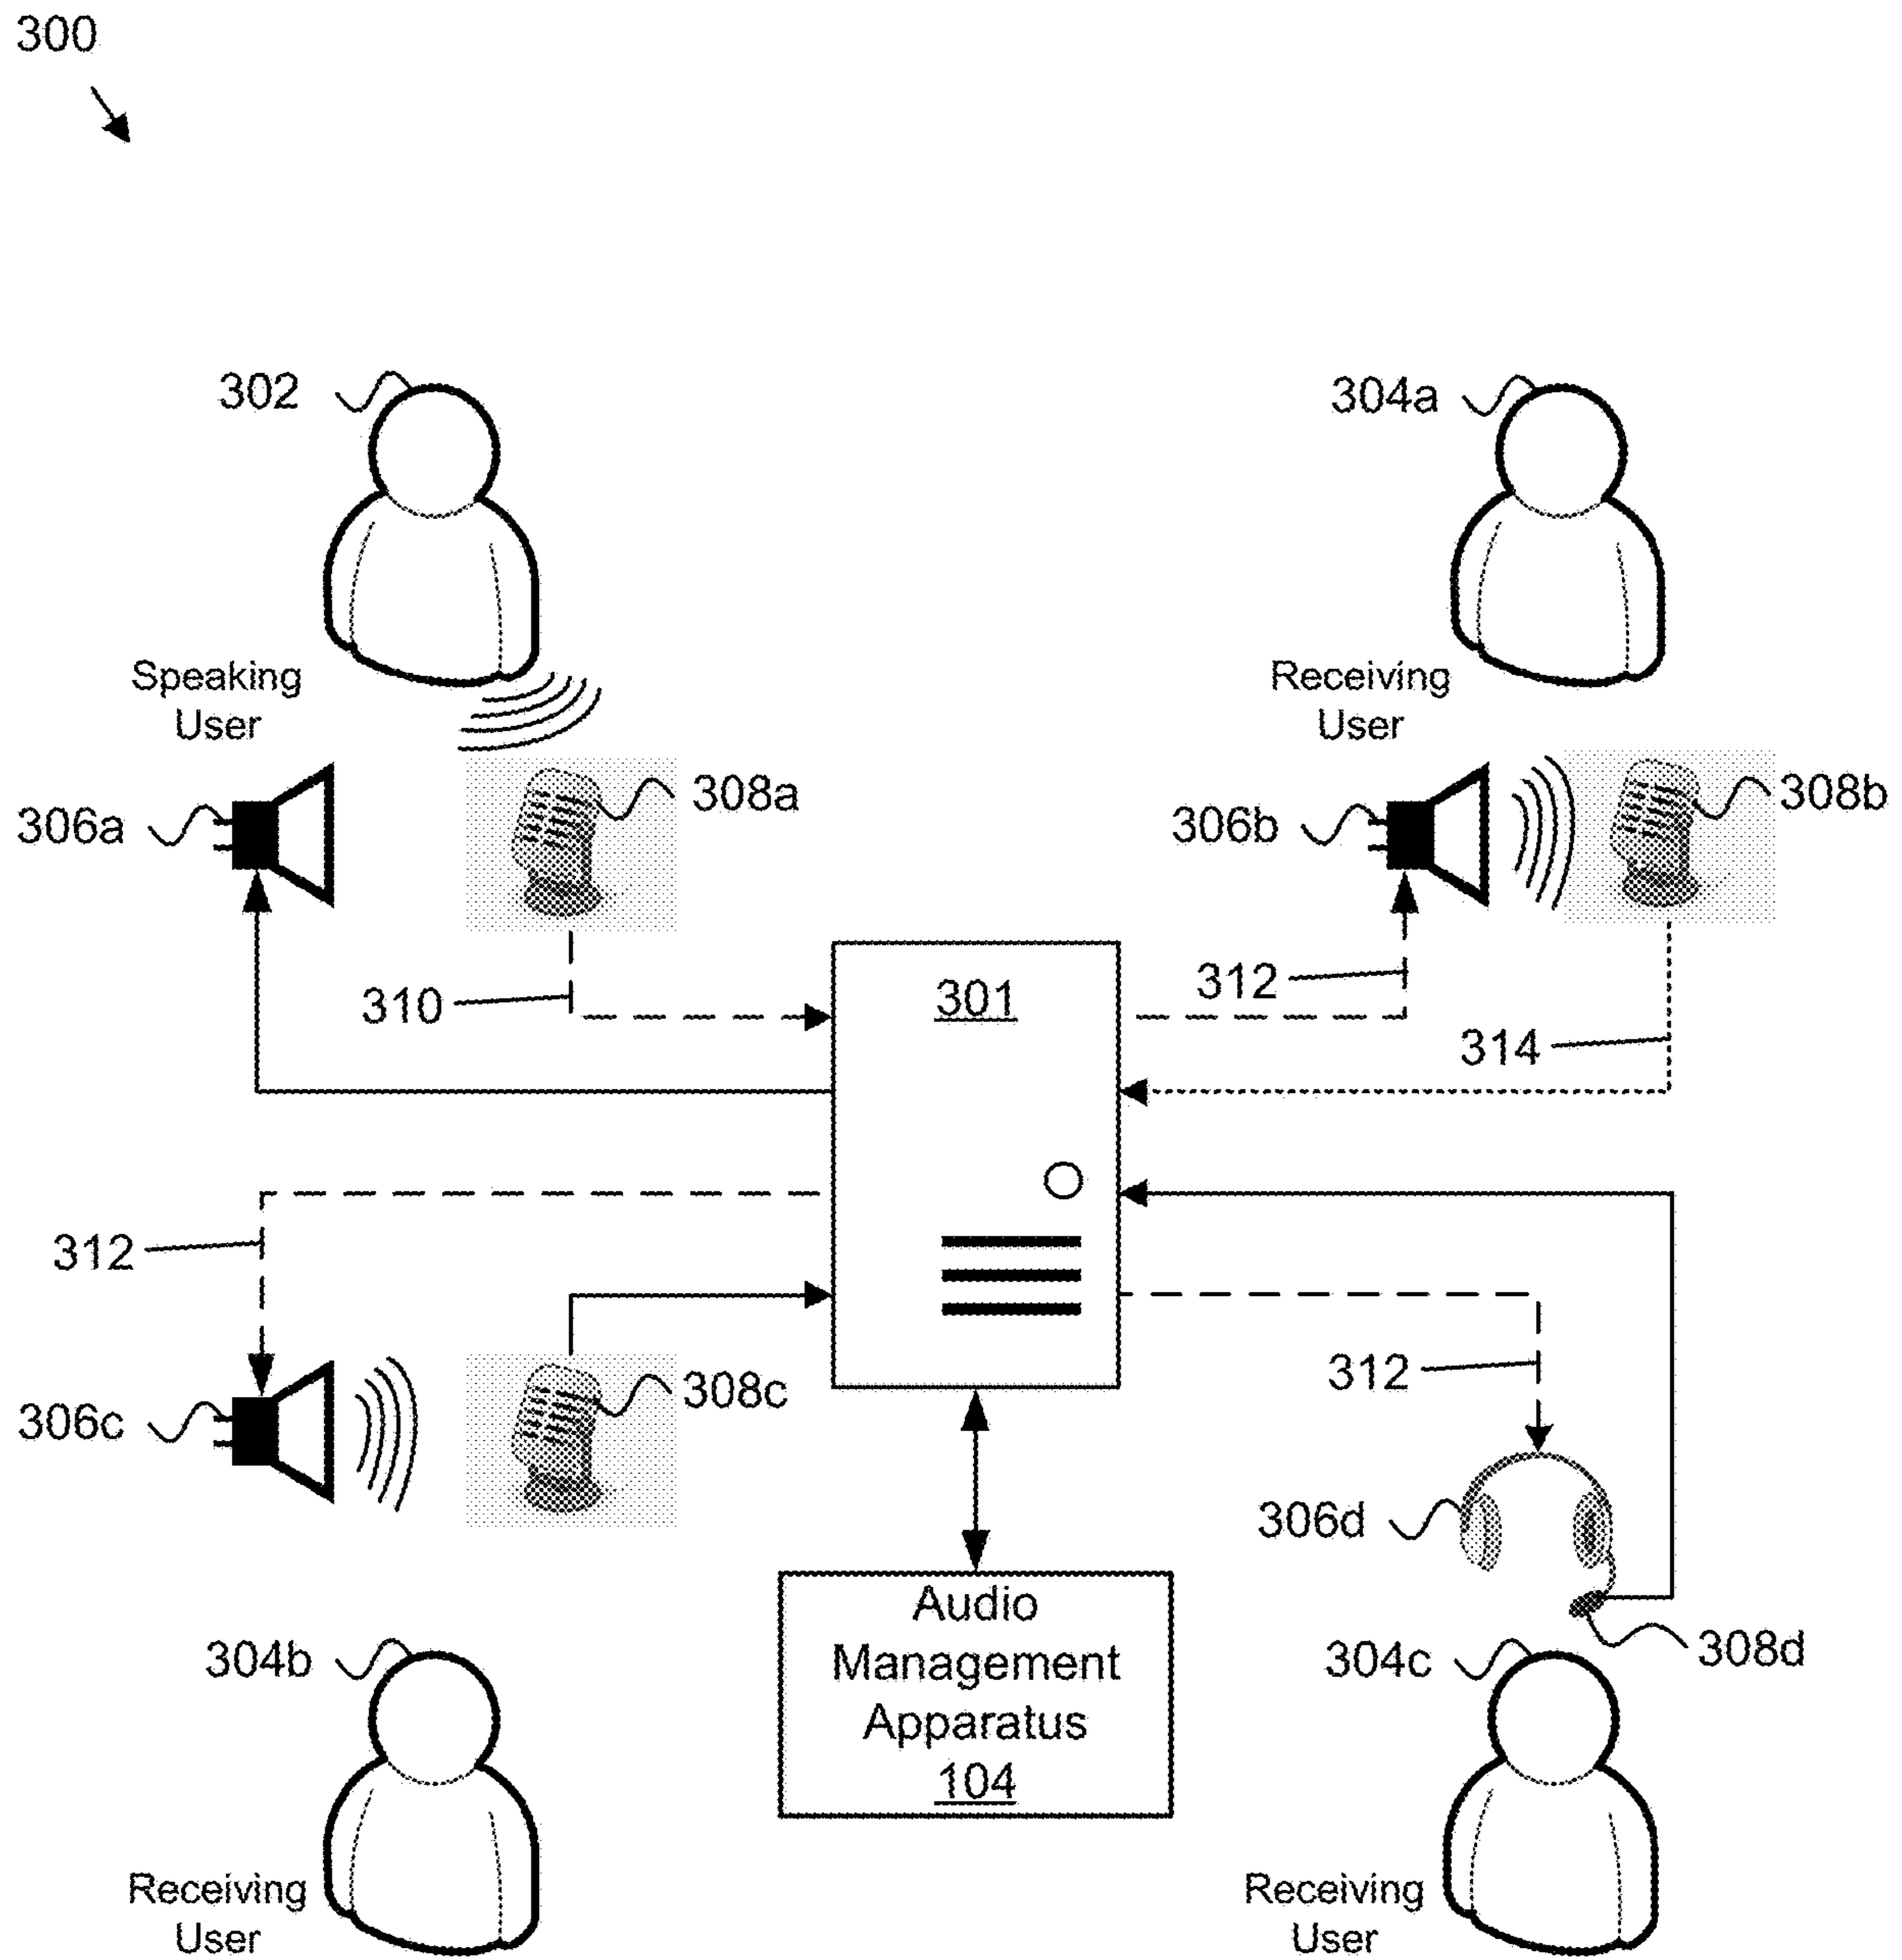 300
302
304a
Speaking
User
Receiving
User
306a
308a
306b
308b
310
301
312
314
312
312
306c
308c
306d
Audio
Management
Apparatus
104
308d
304b
304c
Receiving
User
Receiving
User